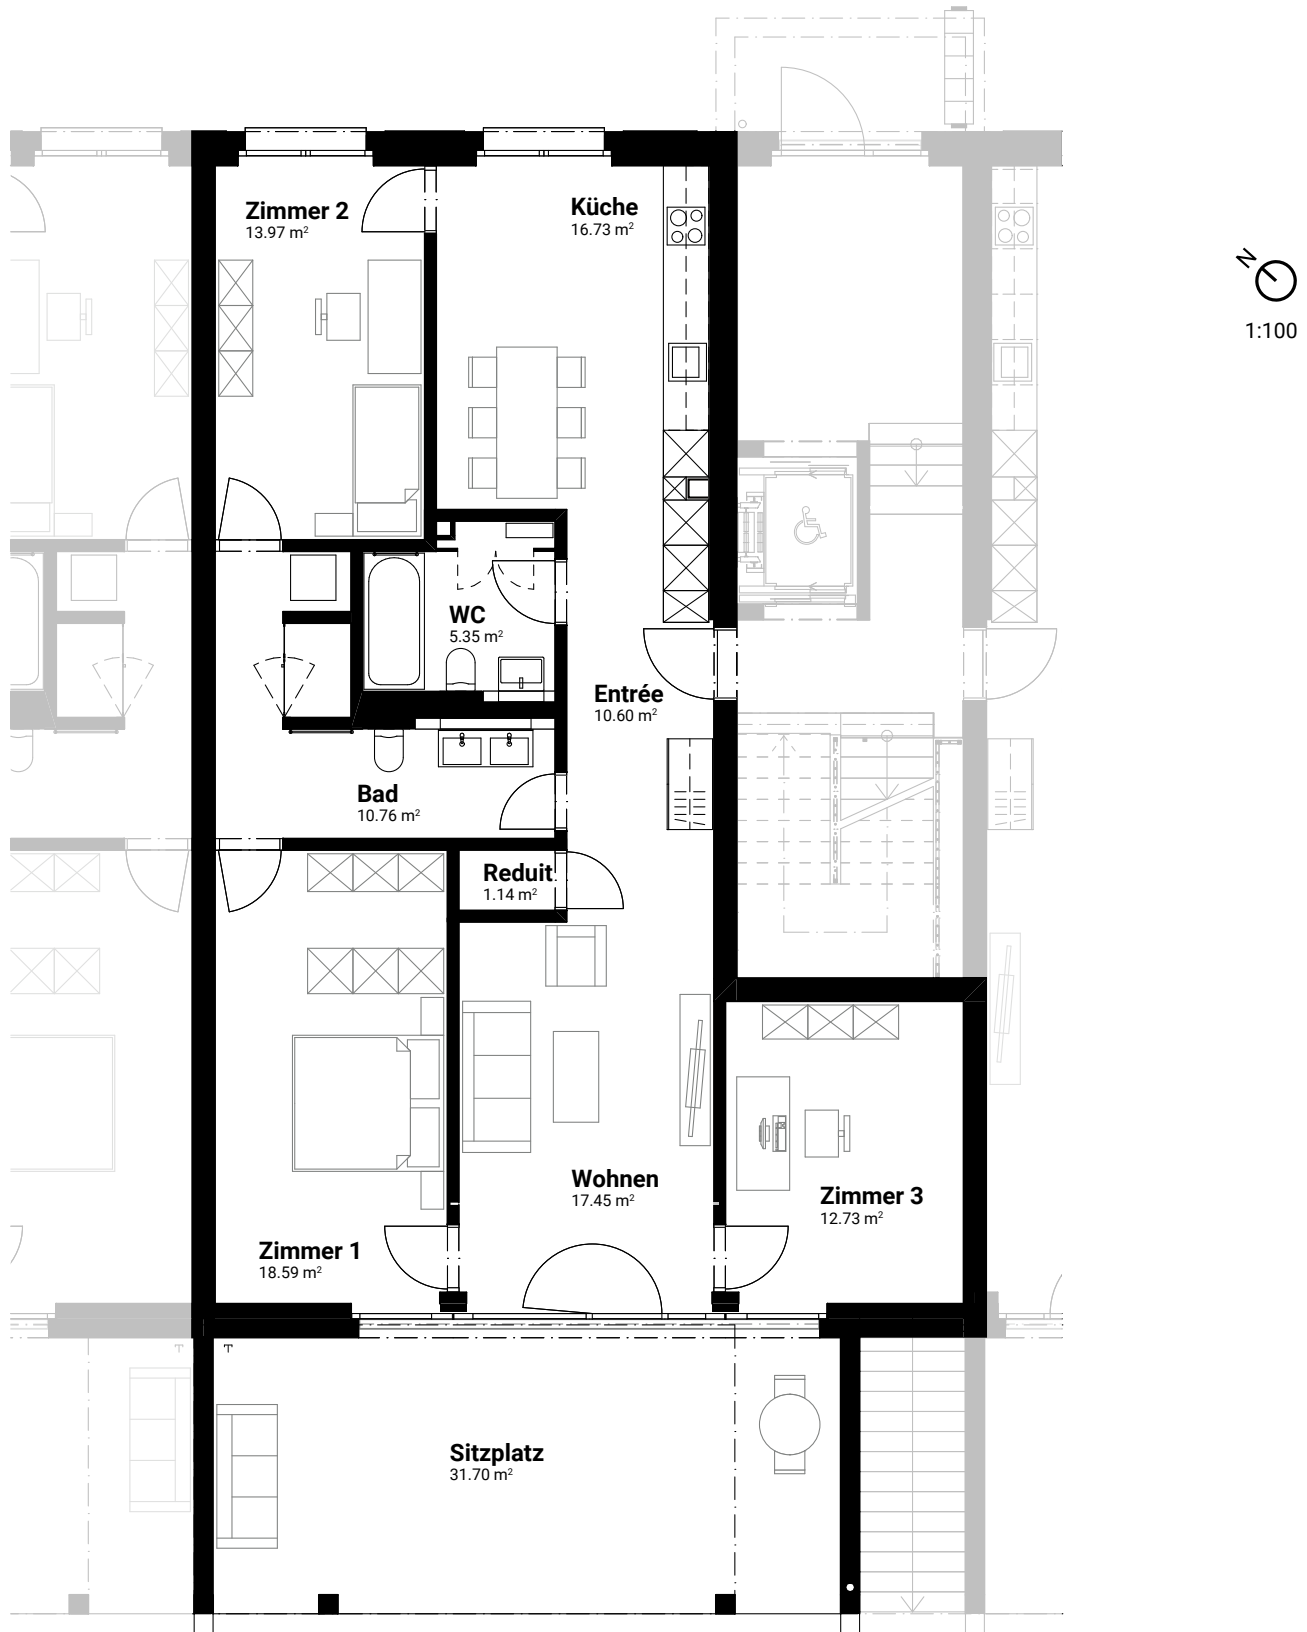 Zimmer 2
13.97 m²
Küche
16.73 m²
N
1:100
WC
5.35 m²
Entrée
10.60 m²
Bad
10.76 m²
Reduit
1.14 m²
Wohnen
17.45 m²
Zimmer 3
12.73 m²
Zimmer 1
18.59 m²
Sitzplatz
31.70 m²